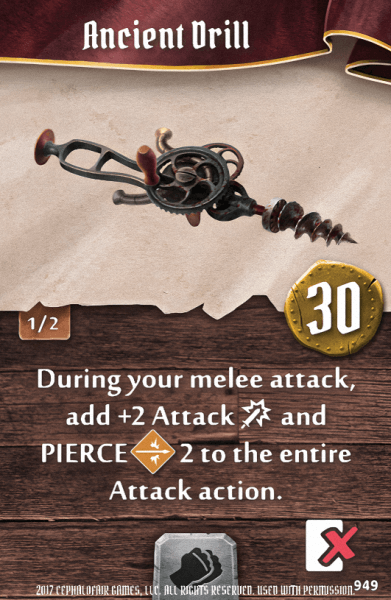 Ancient Drill
30
1/2
During your melee attack,
add +2 Attack and
PIERCE 2 to the entire
Attack action.
949
2017 CEPHALOFAIR GAMES, LLC. ALL RIGHTS RESERVED. USED WITH PERMISSION